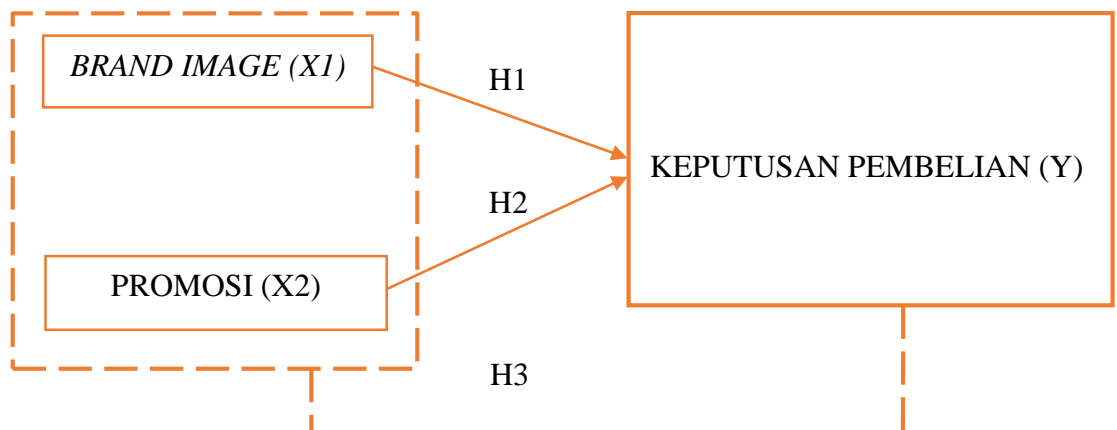 BRAND IMAGE (X1)
H1
KEPUTUSAN PEMBELIAN (Y)
H2
PROMOSI (X2)
H3